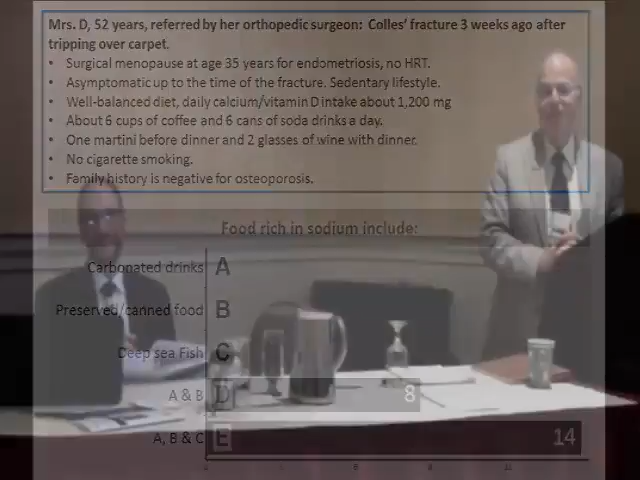 Mrs. D, 52 years, referred by her orthopedic surgeon: Colles' fracture 3 weeks ago after
tripping over carpet.
• Surgical menopause at age 35 years for endometriosis, no HRT.
• Asymptomatic up to the time of the fracture. Sedentary lifestyle.
• Well-balanced diet, daily calcium/vitamin D intake about 1,200 mg
• About 6 cups of coffee and 6 cans of soda drinks a day.
• One martini before dinner and 2 glasses of wine with dinner.
• No cigarette smoking.
• Family history is negative for osteoporosis.
Food rich in sodium include:
Carbonated drinks A
Preserved/canned food B
Deep sea Fish C
A & B D 8
A, B & C E 14